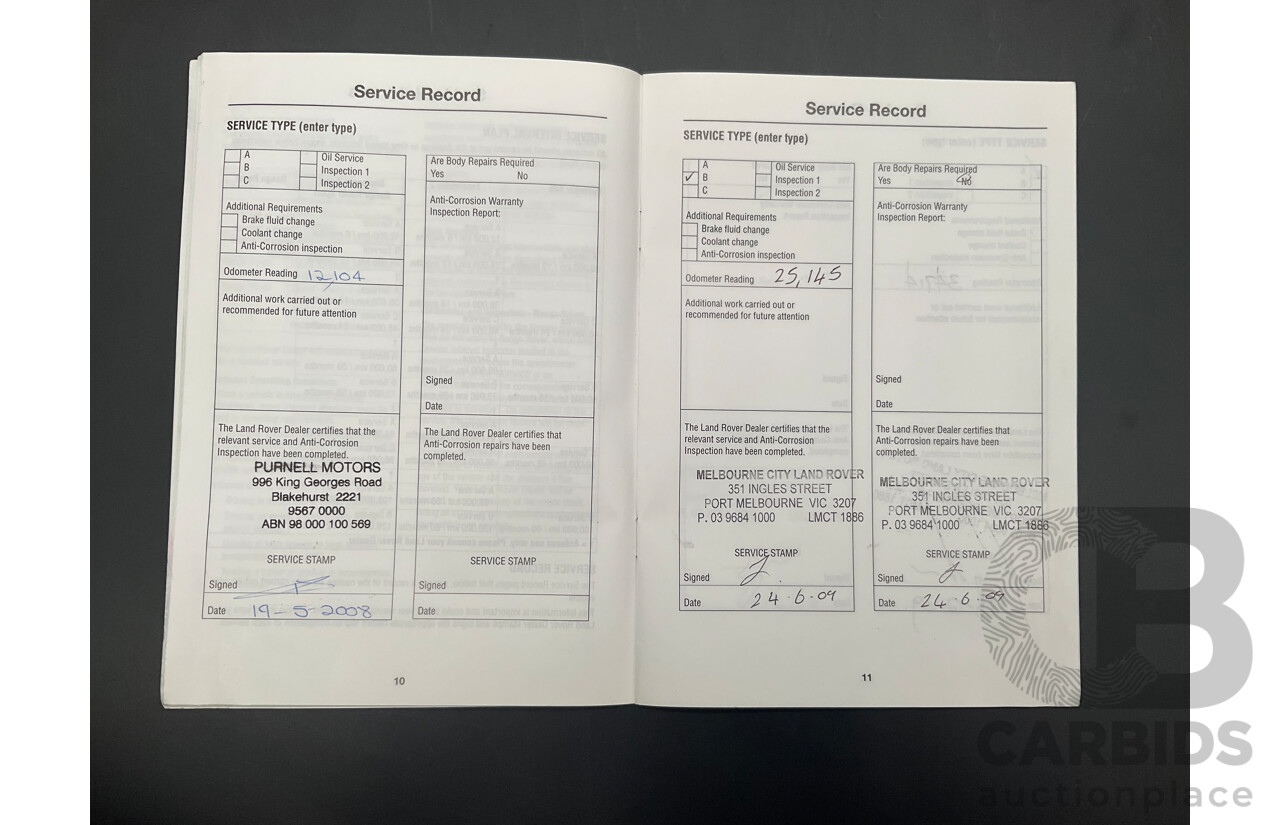 Service Record
SERVICE TYPE (enter type)
A
B
C
Oil Service
Inspection 1
Inspection 2
Additional Requirements
Brake fluid change
Coolant change
Anti-Corrosion inspection
Odometer Reading 12,104
Additional work carried out or
recommended for future attention
The Land Rover Dealer certifies that the
relevant service and Anti-Corrosion
Inspection have been completed.
PURNELL MOTORS
996 King Georges Road
Blakehurst 2221
9567 0000
ABN 98 000 100 569
SERVICE STAMP
Signed
Date 19-5-2008
Are Body Repairs Required
Yes No
Anti-Corrosion Warranty
Inspection Report:
Signed
Date
The Land Rover Dealer certifies that
Anti-Corrosion repairs have been
completed.
SERVICE STAMP
Signed
Date
10
Service Record
SERVICE TYPE (enter type)
A
✓ B
C
Oil Service
Inspection 1
Inspection 2
Additional Requirements
Brake fluid change
Coolant change
Anti-Corrosion inspection
Odometer Reading 25,145
Additional work carried out or
recommended for future attention
The Land Rover Dealer certifies that the
relevant service and Anti-Corrosion
Inspection have been completed.
MELBOURNE CITY LAND ROVER
351 INGLES STREET
PORT MELBOURNE VIC 3207
P. 03 9684 1000 LMCT 1886
SERVICE STAMP
Signed
Date 24.6.09
Are Body Repairs Required
Yes No
Anti-Corrosion Warranty
Inspection Report:
Signed
Date
The Land Rover Dealer certifies that
Anti-Corrosion repairs have been
completed.
MELBOURNE CITY LAND ROVER
351 INGLES STREET
PORT MELBOURNE VIC 3207
P. 03 9684 1000 LMCT 1886
SERVICE STAMP
Signed
Date 24.6.09
11
CARBIDS
auctionplace